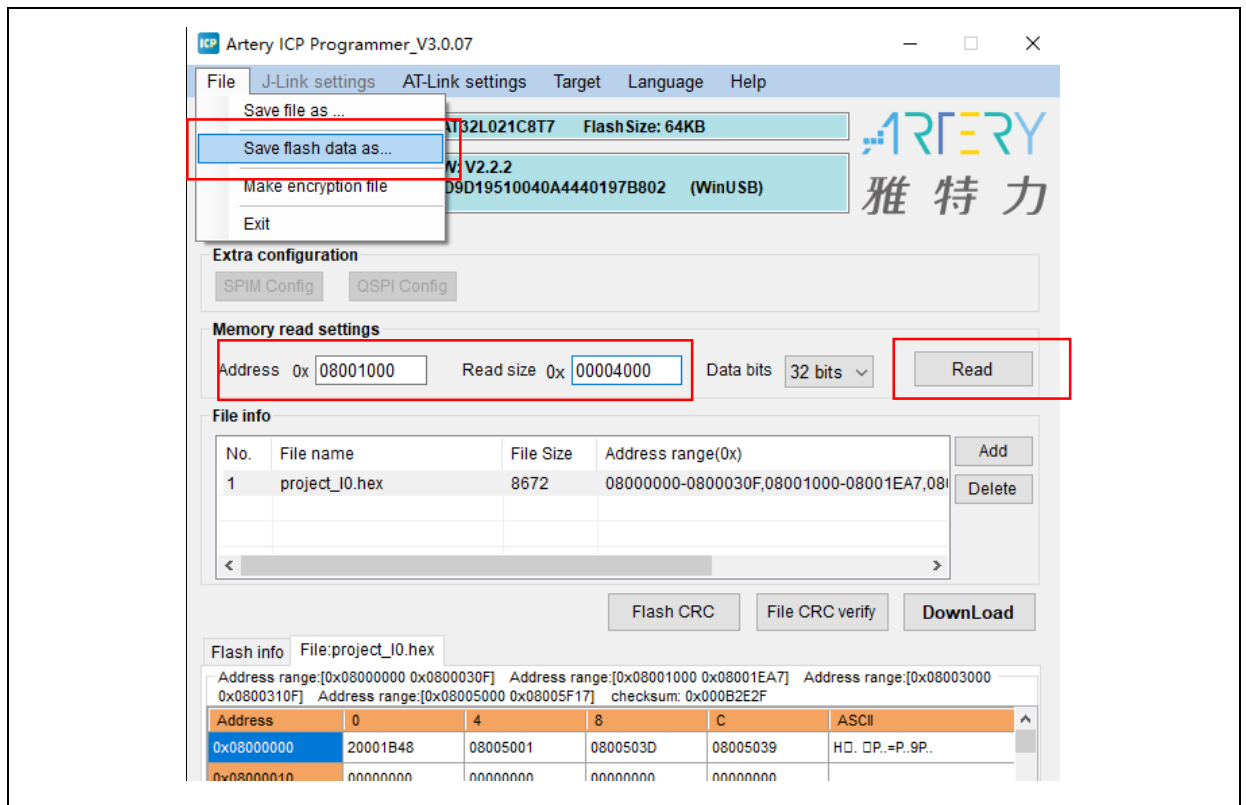 ICP Artery ICP Programmer_V3.0.07
File J-Link settings AT-Link settings Target Language Help
Save file as ...
AT32L021C8T7 FlashSize: 64KB
Save flash data as...
W: V2.2.2
Make encryption file
D9D19510040A4440197B802 (WinUSB)
Exit
ARTERY
雅特力
Extra configuration
SPIM Config QSPI Config
Memory read settings
Address 0x 08001000 Read size 0x 00004000 Data bits 32 bits Read
File info
No. File name File Size Address range(0x) Add
1 project_l0.hex 8672 08000000-0800030F,08001000-08001EA7,080 Delete
Flash CRC File CRC verify DownLoad
Flash info File:project_l0.hex
Address range:[0x08000000 0x0800030F] Address range:[0x08001000 0x08001EA7] Address range:[0x08003000
0x0800310F] Address range:[0x08005000 0x08005F17] checksum: 0x000B2E2F
Address 0 4 8 C ASCII
0x08000000 20001B48 08005001 0800503D 08005039 H□. □P..=P..9P..
0x08000010 00000000 00000000 00000000 00000000